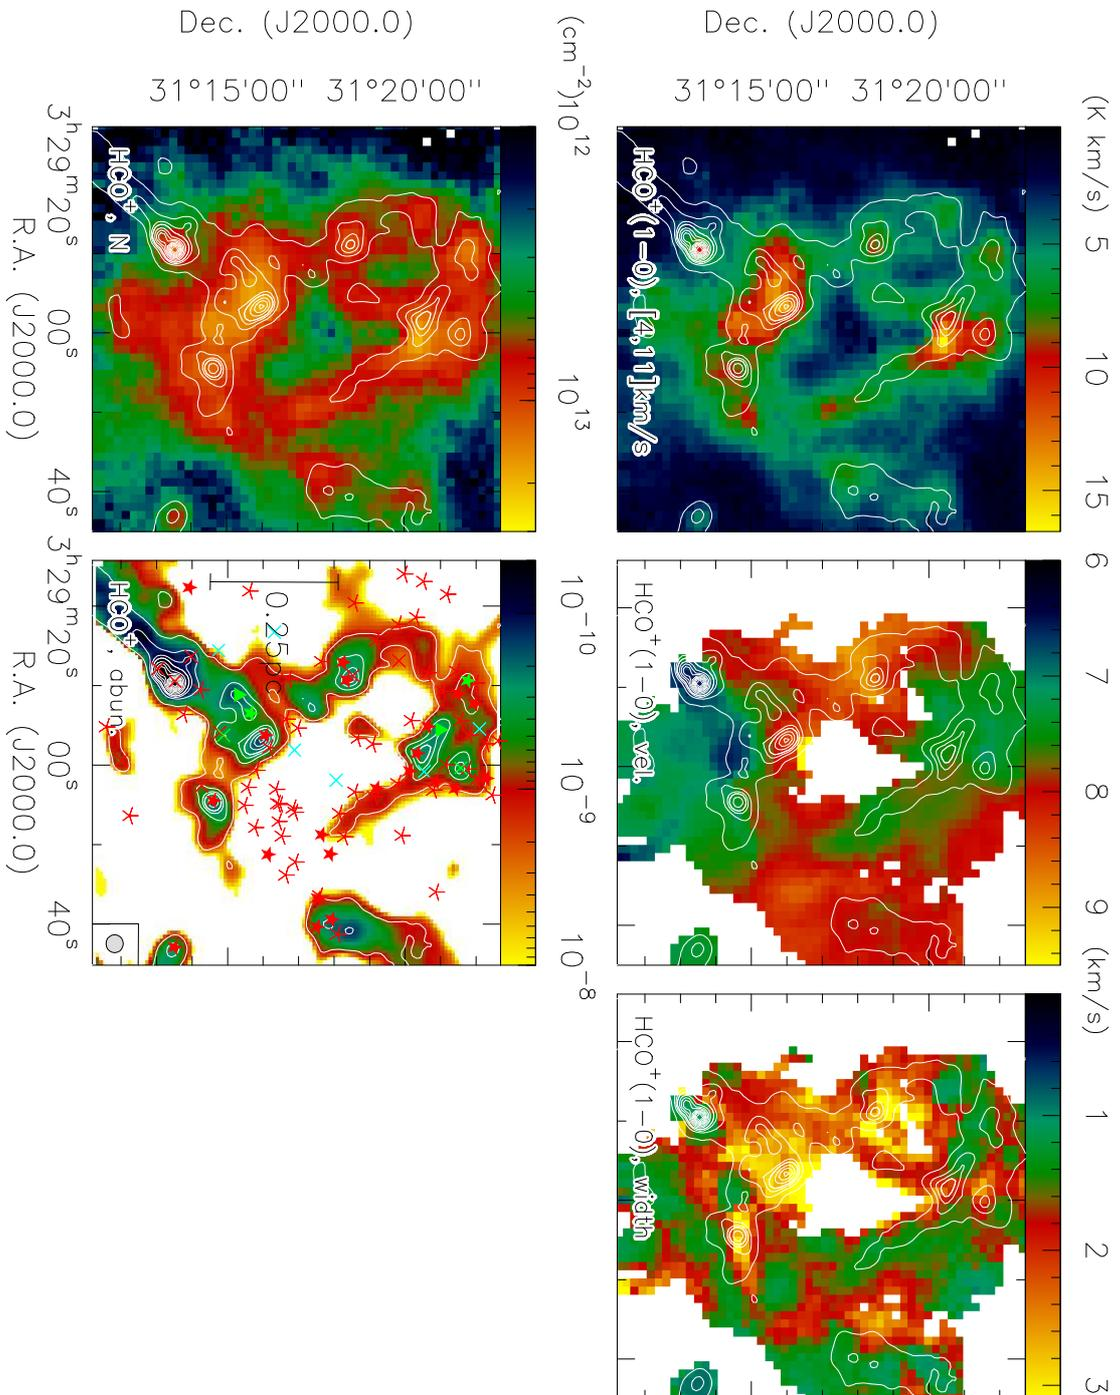 (K km/s) 5 10 15
6 7 8 9 (km/s)
1 2 3
HCO⁺(1−0), [4,11]km/s
HCO⁺(1−0), vel.
HCO⁺(1−0), width
Dec. (J2000.0)
31°15'00" 31°20'00"
(cm⁻²) 10¹² 10¹³
10⁻¹⁰ 10⁻⁹ 10⁻⁸
HCO⁺, N
HCO⁺, abun.
0.25pc
Dec. (J2000.0)
31°15'00" 31°20'00"
3ʰ29ᵐ20ˢ 00ˢ 40ˢ
3ʰ29ᵐ20ˢ 00ˢ 40ˢ
R.A. (J2000.0)
R.A. (J2000.0)